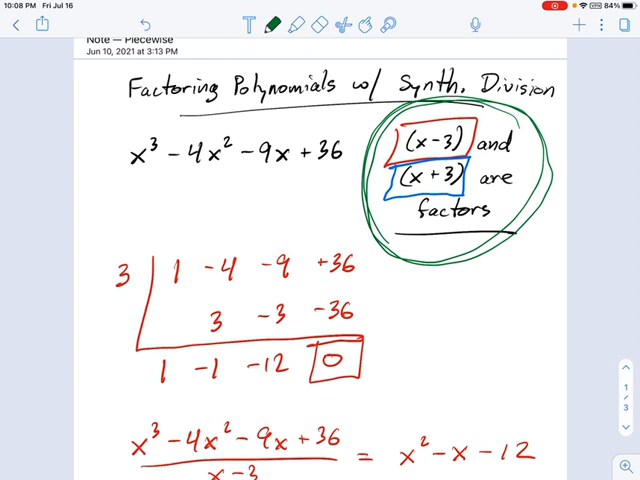 10:08 PM Fri Jul 16
84%
Note — Piecewise
Jun 10, 2021 at 3:13 PM
Factoring Polynomials w/ Synth. Division
x³ - 4x² - 9x + 36
(x - 3) and
(x + 3) are
factors
3 | 1 -4 -9 +36
3 -3 -36
1 -1 -12 0
x³ - 4x² - 9x + 36
= x² - x - 12
x - 3
1
/
3